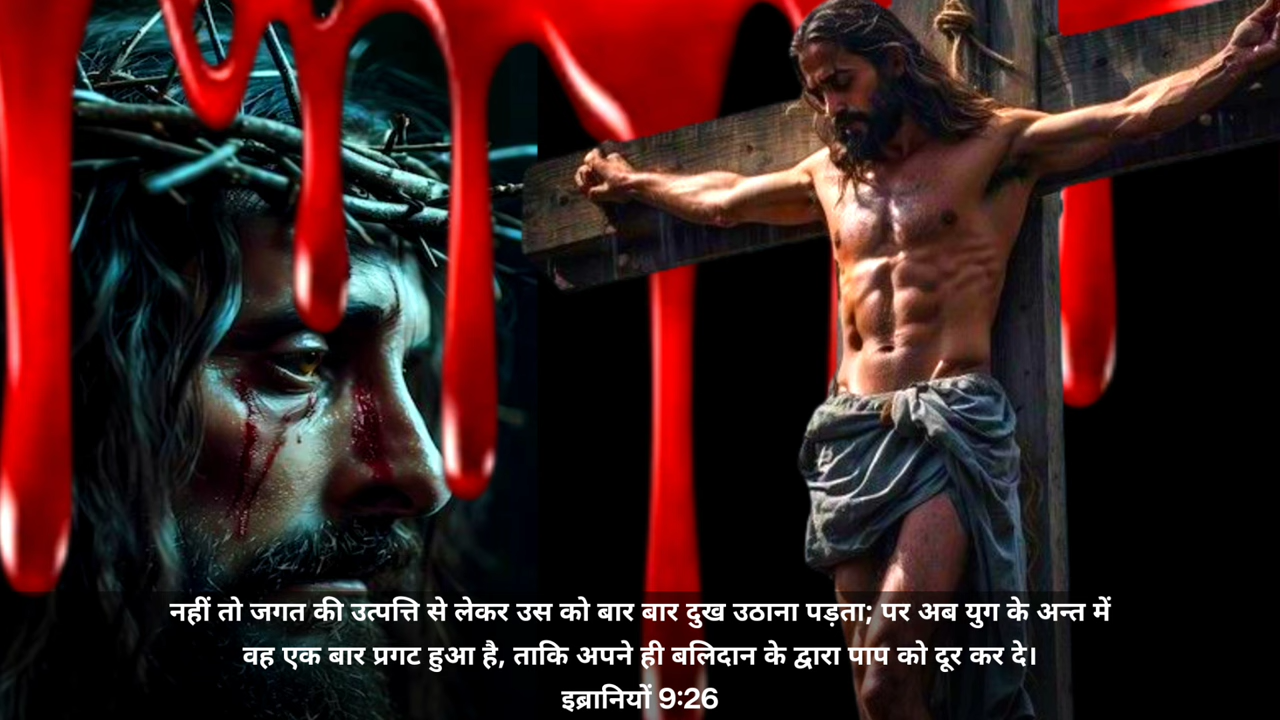 नहीं तो जगत की उत्पत्ति से लेकर उस को बार बार दुख उठाना पड़ता; पर अब युग के अन्त में
वह एक बार प्रगट हुआ है, ताकि अपने ही बलिदान के द्वारा पाप को दूर कर दे।
इब्रानियों 9:26